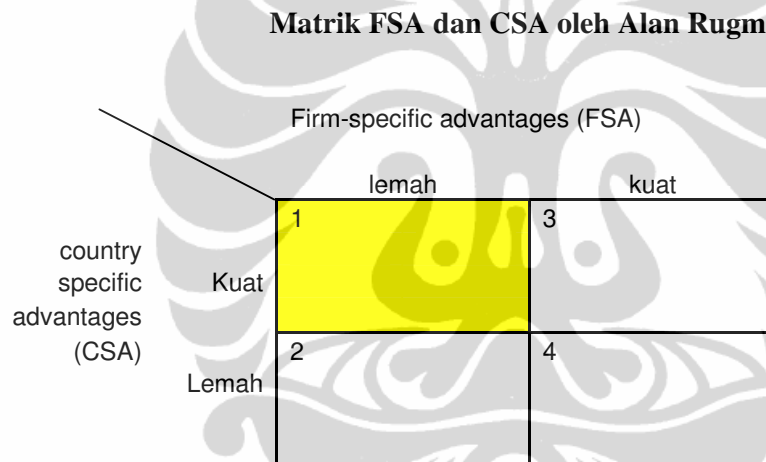 Matrik FSA dan CSA oleh Alan Rugm
Firm-specific advantages (FSA)
lemah kuat
1 3
country
specific Kuat
advantages
(CSA)
2 4
Lemah